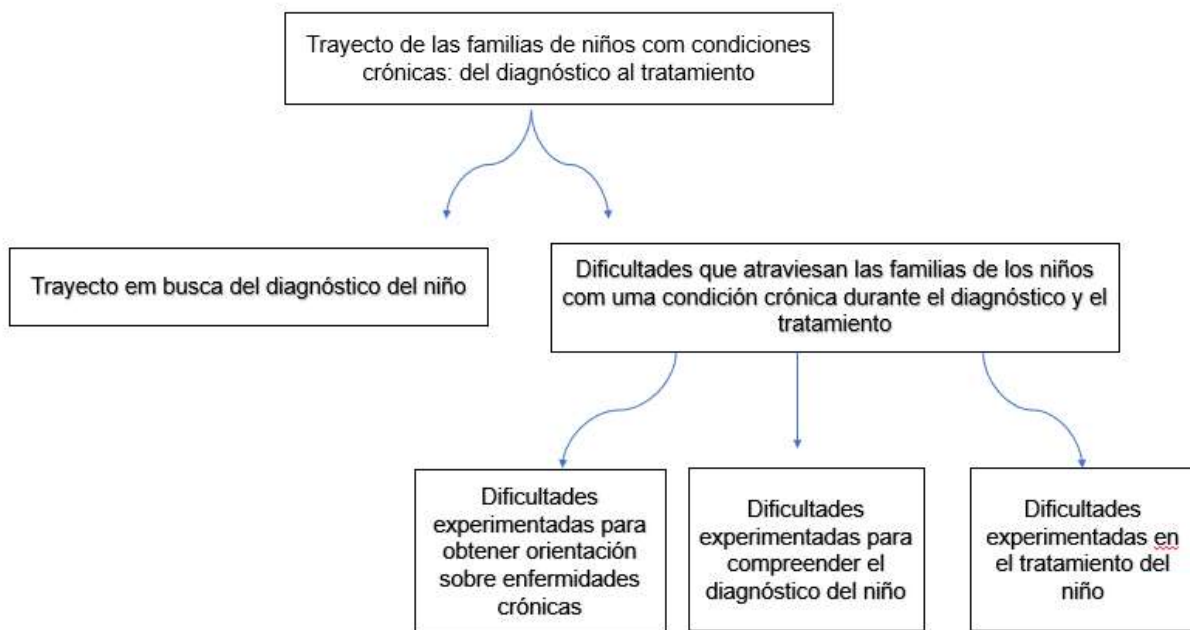 Trayecto de las familias de niños com condiciones
crónicas: del diagnóstico al tratamiento
Trayecto em busca del diagnóstico del niño
Dificultades que atraviesan las familias de los niños
com uma condición crónica durante el diagnóstico y el
tratamiento
Dificultades
experimentadas para
obtener orientación
sobre enfermidades
crónicas
Dificultades
experimentadas para
compreender el
diagnóstico del niño
Dificultades
experimentadas en
el tratamiento del
niño